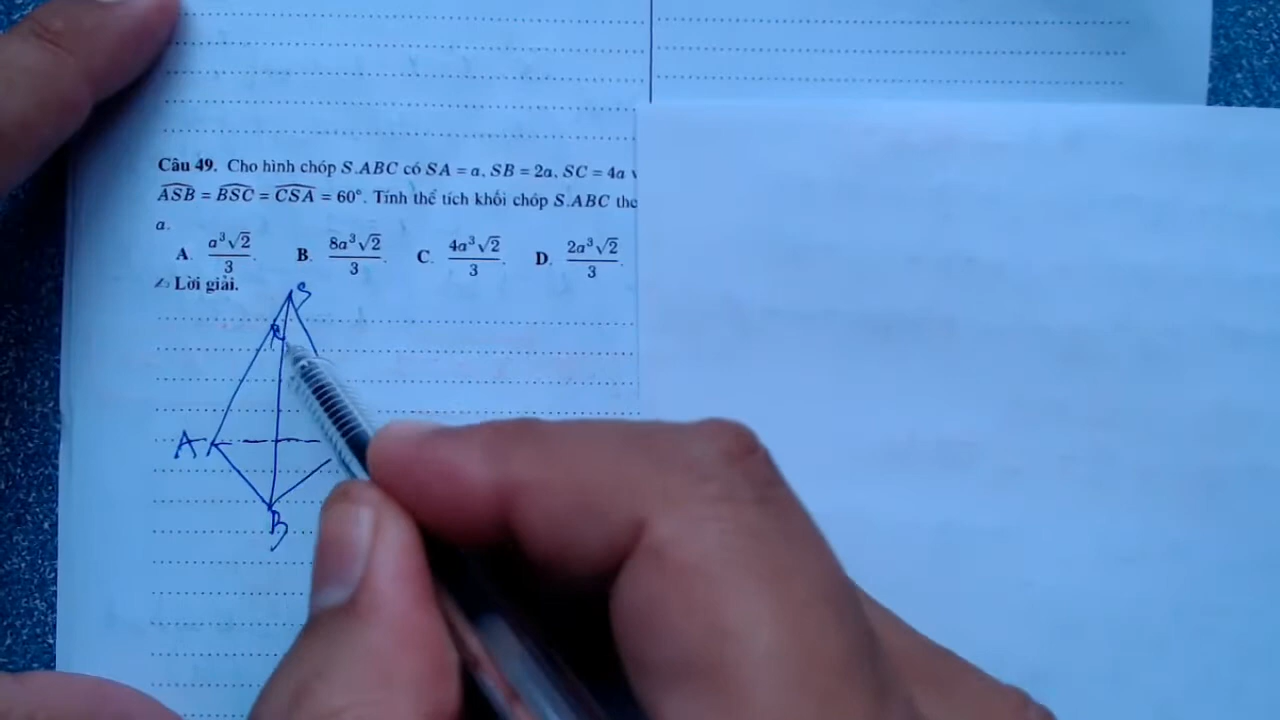 Câu 49. Cho hình chóp S.ABC có SA = a, SB = 2a, SC = 4a
ASB = BSC = CSA = 60°. Tính thể tích khối chóp S.ABC
a.
A. a³√2/3. B. 8a³√2/3. C. 4a³√2/3. D. 2a³√2/3.
Lời giải.
S
A
B